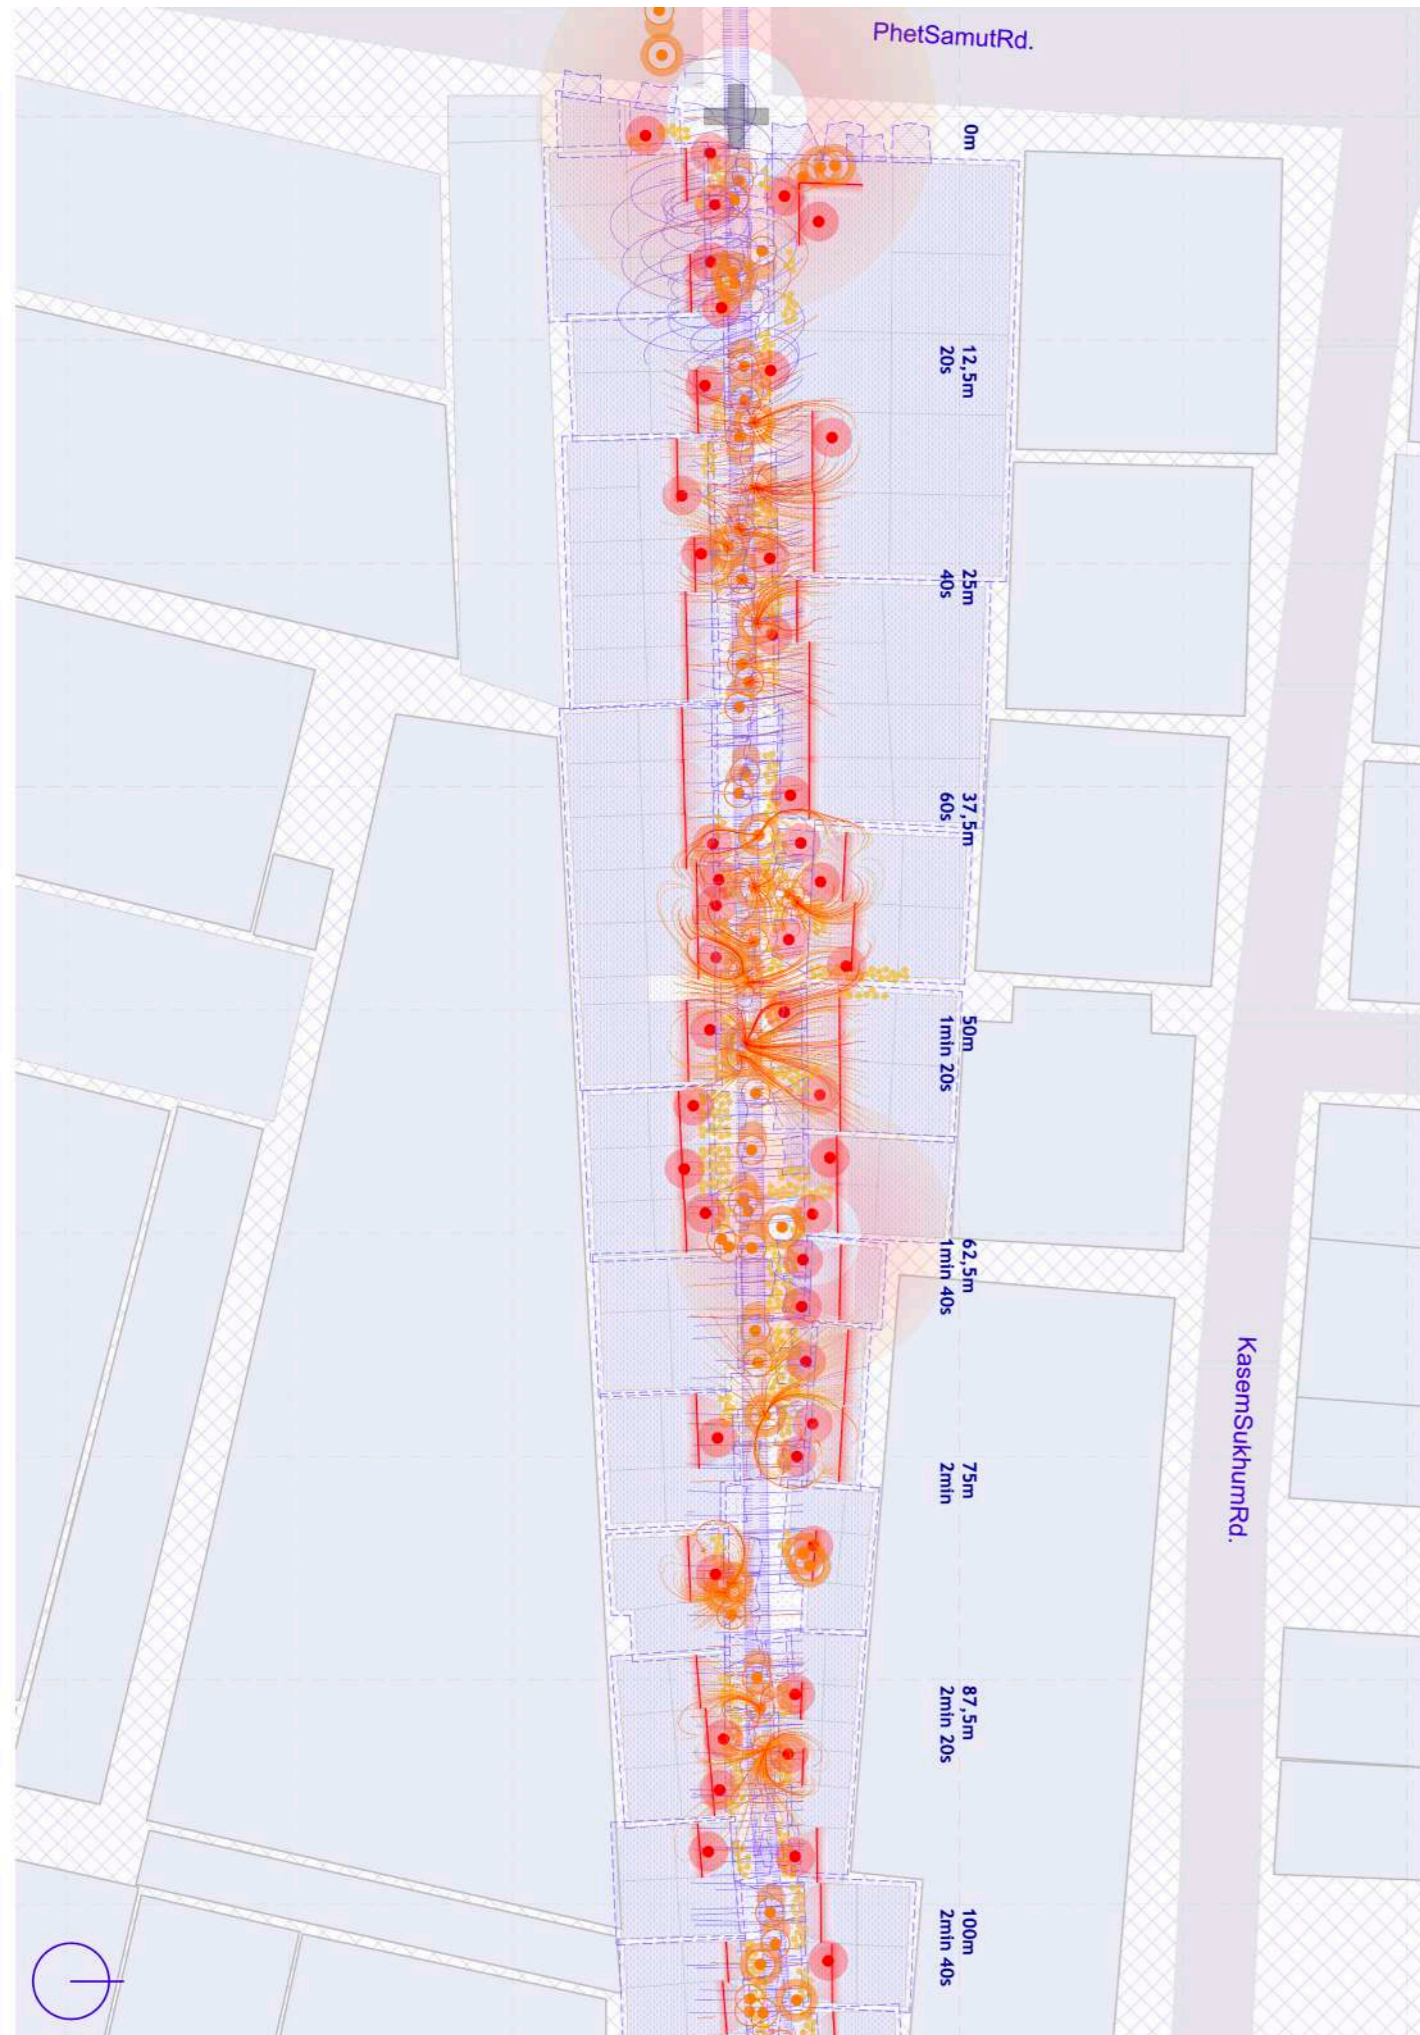 PhetSamutRd.
0m
12,5m
20s
25m
40s
37,5m
60s
50m
1min 20s
62,5m
1min 40s
KasemSukhumRd.
75m
2min
87,5m
2min 20s
100m
2min 40s